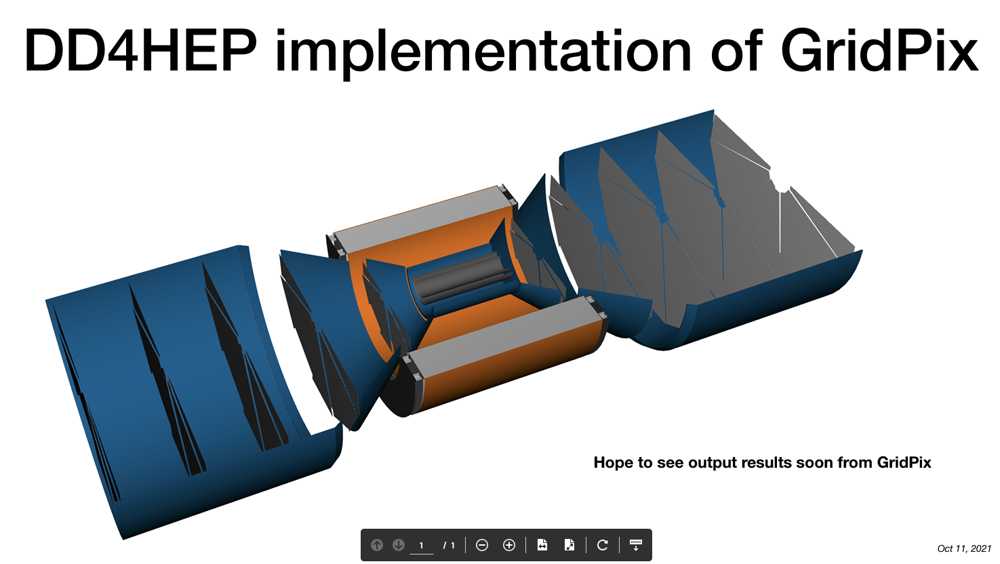 DD4HEP implementation of GridPix
Hope to see output results soon from GridPix
1 / 1
Oct 11, 2021